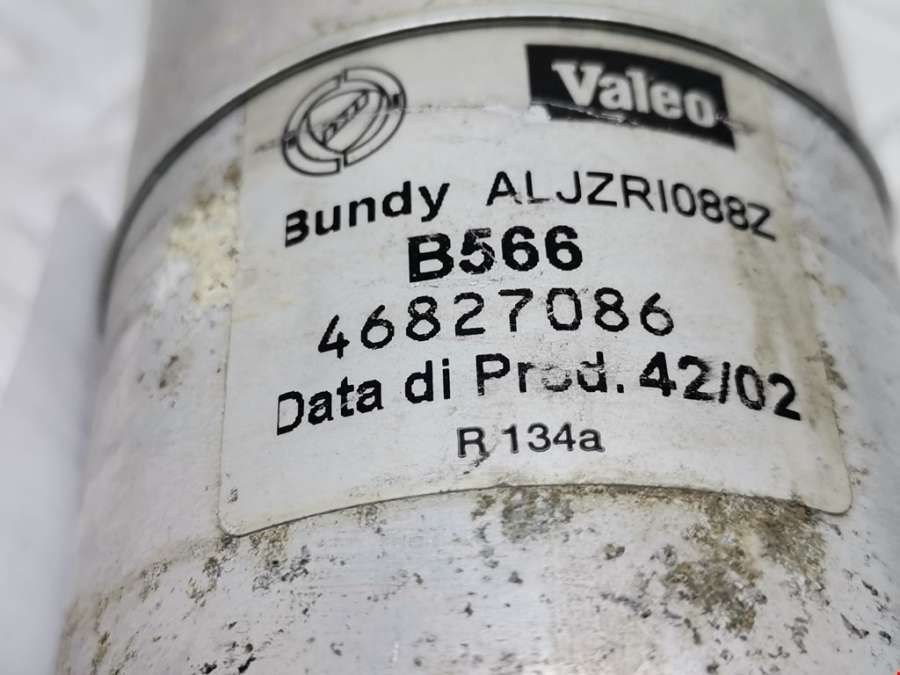 Valeo
Bundy ALJZRI088Z
B566
46827086
Data di Prod. 42/02
R 134a